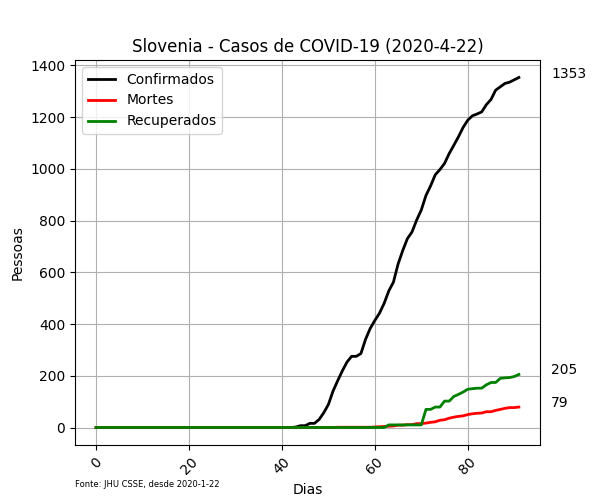 Slovenia - Casos de COVID-19 (2020-4-22)
Confirmados
Mortes
Recuperados
Pessoas
1400
1200
1000
800
600
400
200
0
1353
205
79
0
20
40
60
80
Dias
Fonte: JHU CSSE, desde 2020-1-22